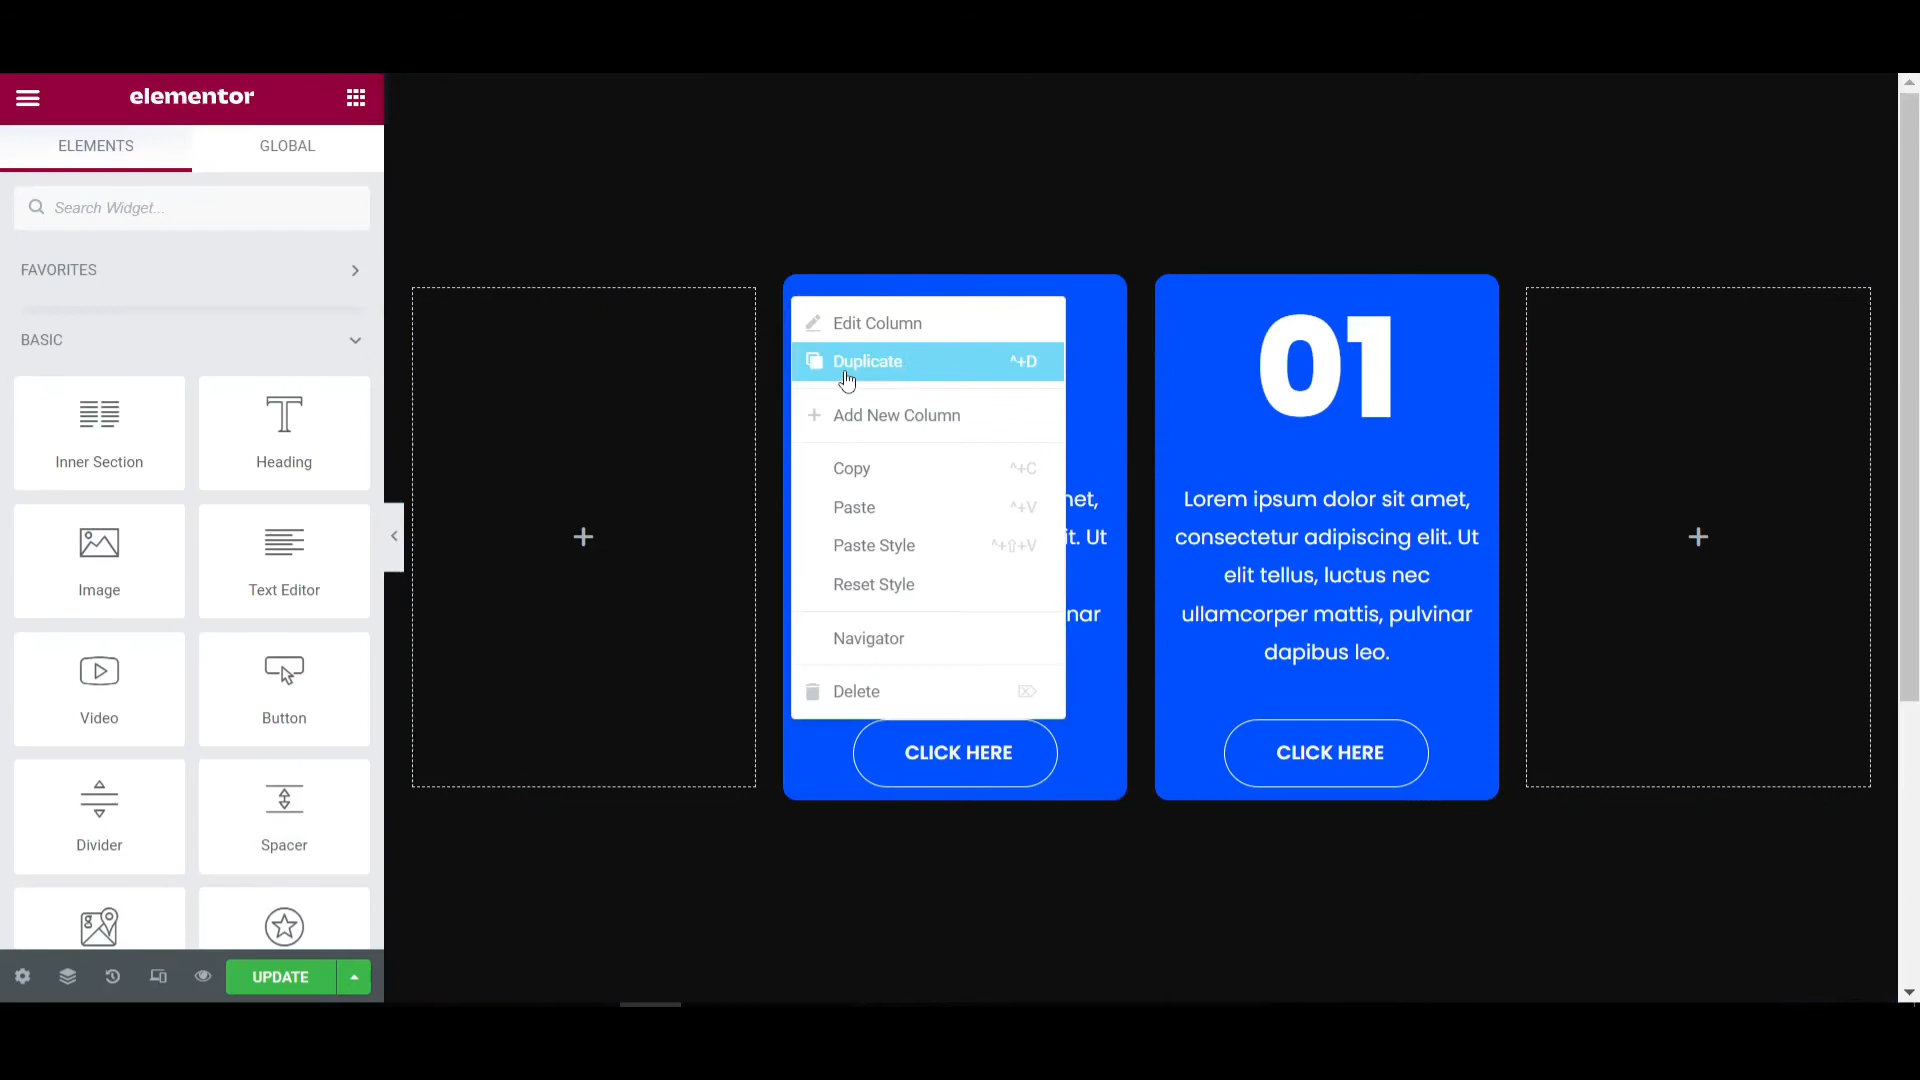 elementor
ELEMENTS
GLOBAL
Search Widget...
FAVORITES
BASIC
Inner Section
Heading
Image
Text Editor
Video
Button
Divider
Spacer
UPDATE
Edit Column
Duplicate ^+D
Add New Column
Copy ^+C
Paste ^+V
Paste Style ^+⇧+V
Reset Style
Navigator
Delete ⌦
it. Ut
CLICK HERE
01
Lorem ipsum dolor sit amet,
consectetur adipiscing elit. Ut
elit tellus, luctus nec
ullamcorper mattis, pulvinar
dapibus leo.
CLICK HERE